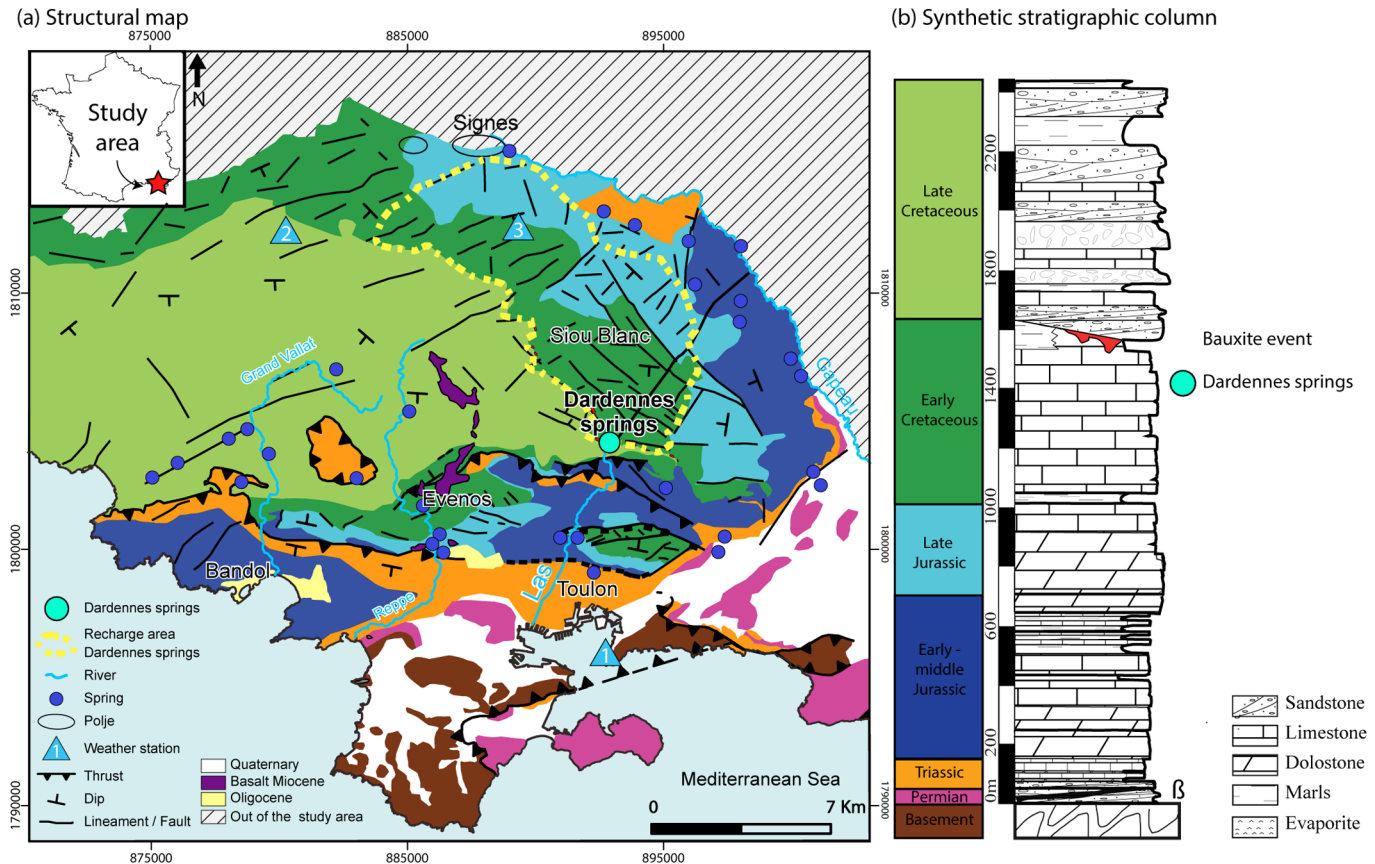 (a) Structural map
875000
885000
895000
Study
area
N
Signes
2
3
1810000
1810000
Siou Blanc
Grand Vallat
Gapeau
Dardennes
springs
Evenos
1800000
1800000
Bandol
Las
Toulon
Reppe
1
Dardennes springs
Recharge area
Dardennes springs
River
Spring
Polje
1
Weather station
Thrust
Dip
Lineament / Fault
Quaternary
Basalt Miocene
Oligocene
Out of the study area
Mediterranean Sea
0
7 Km
1790000
1790000
875000
885000
895000
(b) Synthetic stratigraphic column
Late
Cretaceous
Early
Cretaceous
Late
Jurassic
Early -
middle
Jurassic
Triassic
Permian
Basement
2200
1800
1400
1000
600
200
0m
ß
Bauxite event
Dardennes springs
Sandstone
Limestone
Dolostone
Marls
Evaporite